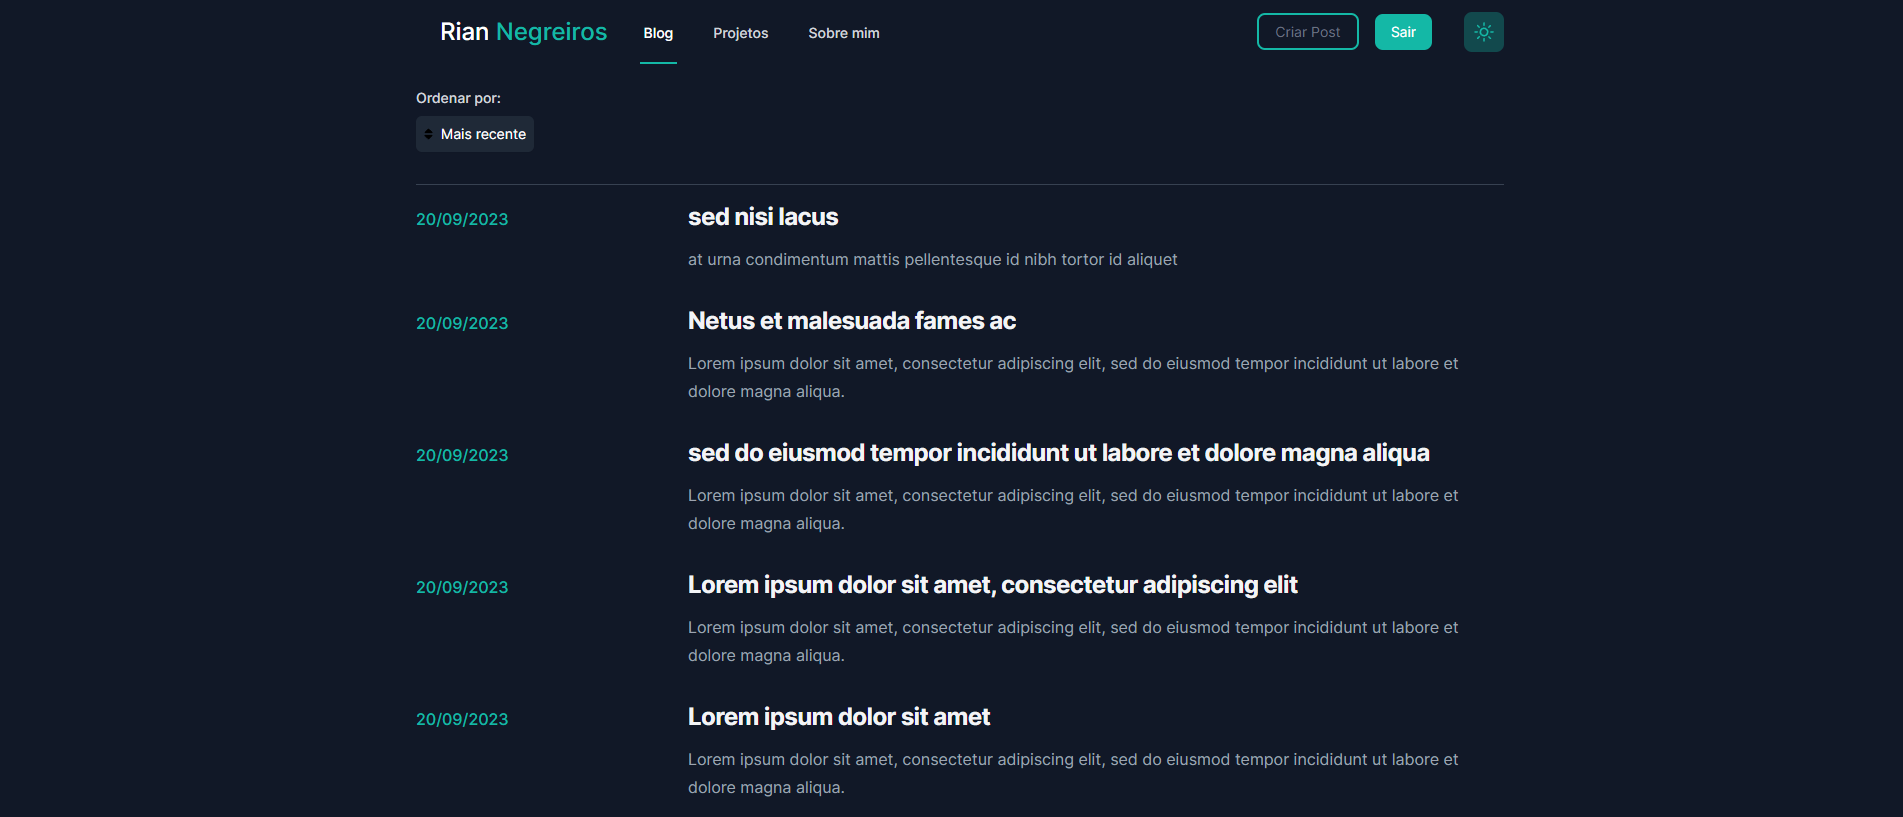 Rian Negreiros
Blog
Projetos
Sobre mim
Criar Post
Sair
Ordenar por:
Mais recente
20/09/2023
sed nisi lacus
at urna condimentum mattis pellentesque id nibh tortor id aliquet
20/09/2023
Netus et malesuada fames ac
Lorem ipsum dolor sit amet, consectetur adipiscing elit, sed do eiusmod tempor incididunt ut labore et
dolore magna aliqua.
20/09/2023
sed do eiusmod tempor incididunt ut labore et dolore magna aliqua
Lorem ipsum dolor sit amet, consectetur adipiscing elit, sed do eiusmod tempor incididunt ut labore et
dolore magna aliqua.
20/09/2023
Lorem ipsum dolor sit amet, consectetur adipiscing elit
Lorem ipsum dolor sit amet, consectetur adipiscing elit, sed do eiusmod tempor incididunt ut labore et
dolore magna aliqua.
20/09/2023
Lorem ipsum dolor sit amet
Lorem ipsum dolor sit amet, consectetur adipiscing elit, sed do eiusmod tempor incididunt ut labore et
dolore magna aliqua.